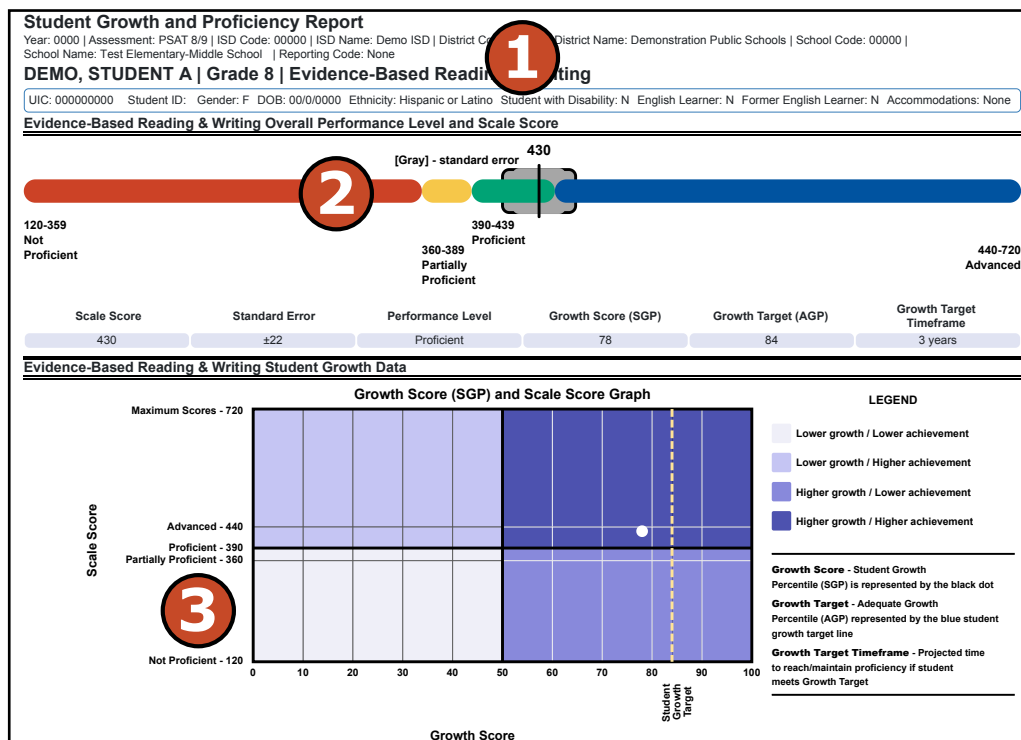 Student Growth and Proficiency Report
Year: 0000 | Assessment: PSAT 8/9 | ISD Code: 00000 | ISD Name: Demo ISD | District District Name: Demonstration Public Schools | School Code: 00000 |
School Name: Test Elementary-Middle School | Reporting Code: None
1
DEMO, STUDENT A | Grade 8 | Evidence-Based
UIC: 000000000 Student ID: Gender: F DOB: 00/0/0000 Ethnicity: Hispanic or Latino Student with Disability: N English Learner: N Former English Learner: N Accommodations: None
Evidence-Based Reading & Writing Overall Performance Level and Scale Score
430
[Gray] - standard error
2
120-359
Not
Proficient
360-389
Partially
Proficient
390-439
Proficient
440-720
Advanced
Scale Score Standard Error Performance Level Growth Score (SGP) Growth Target (AGP) Growth Target Timeframe
430 ±22 Proficient 78 84 3 years
Evidence-Based Reading & Writing Student Growth Data
Growth Score (SGP) and Scale Score Graph
Maximum Scores - 720
Advanced - 440
Proficient - 390
Partially Proficient - 360
Not Proficient - 120
Scale Score
3
0 10 20 30 40 50 60 70 80 90 100
Student
Growth
Target
Growth Score
LEGEND
Lower growth / Lower achievement
Lower growth / Higher achievement
Higher growth / Lower achievement
Higher growth / Higher achievement
Growth Score - Student Growth
Percentile (SGP) is represented by the black dot
Growth Target - Adequate Growth
Percentile (AGP) represented by the blue student
growth target line
Growth Target Timeframe - Projected time
to reach/maintain proficiency if student
meets Growth Target